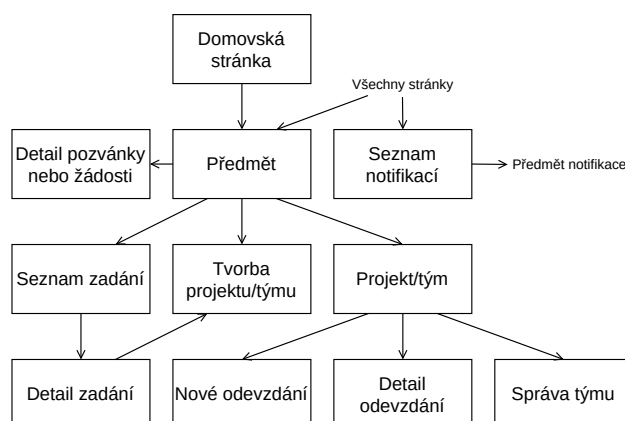 Domovská
stránka
Všechny stránky
Detail pozvánky
nebo žádosti
Předmět
Seznam
notifikací
Předmět notifikace
Seznam zadání
Tvorba
projektu/týmu
Projekt/tým
Detail zadání
Nové odevzdání
Detail
odevzdání
Správa týmu